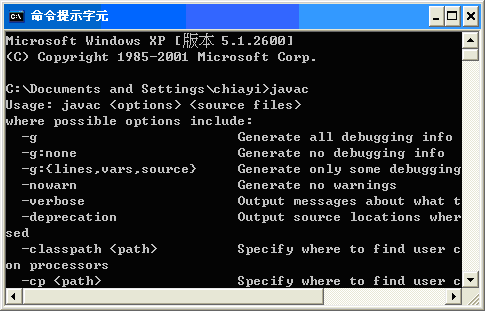 命令提示字元
Microsoft Windows XP [版本 5.1.2600]
(C) Copyright 1985-2001 Microsoft Corp.
C:\Documents and Settings\chiayi>javac
Usage: javac <options> <source files>
where possible options include:
-g Generate all debugging info
-g:none Generate no debugging info
-g:{lines,vars,source} Generate only some debugging
-nowarn Generate no warnings
-verbose Output messages about what t
-deprecation Output source locations wher
sed
-classpath <path> Specify where to find user c
on processors
-cp <path> Specify where to find user c